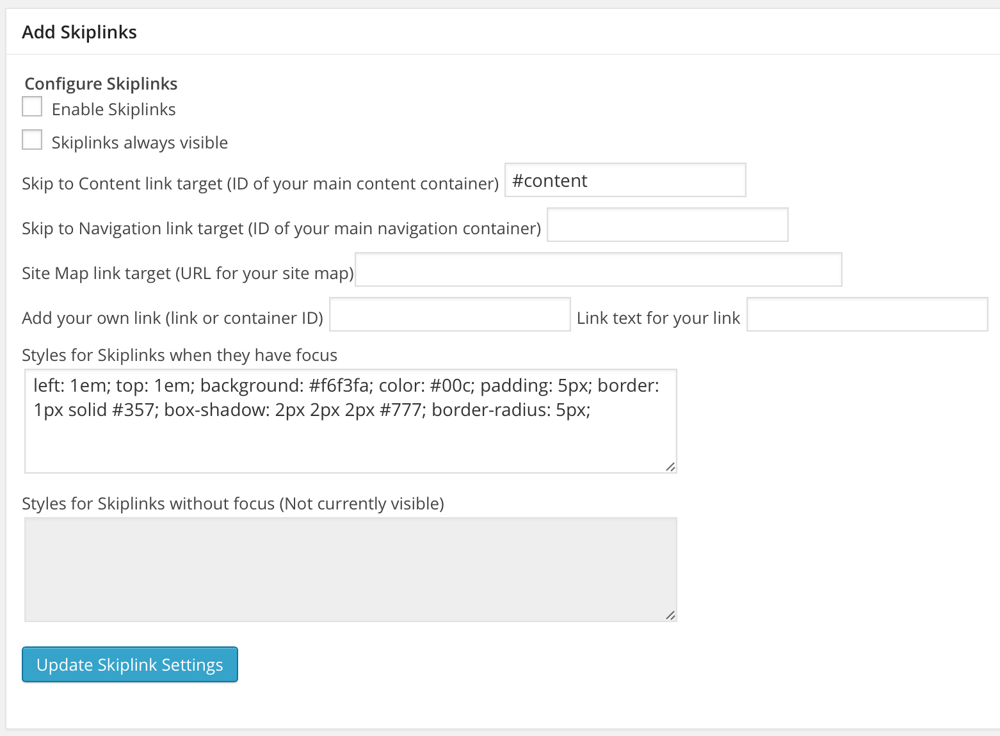 Add Skiplinks
Configure Skiplinks
Enable Skiplinks
Skiplinks always visible
Skip to Content link target (ID of your main content container) #content
Skip to Navigation link target (ID of your main navigation container)
Site Map link target (URL for your site map)
Add your own link (link or container ID) Link text for your link
Styles for Skiplinks when they have focus
left: 1em; top: 1em; background: #f6f3fa; color: #00c; padding: 5px; border:
1px solid #357; box-shadow: 2px 2px 2px #777; border-radius: 5px;
Styles for Skiplinks without focus (Not currently visible)
Update Skiplink Settings